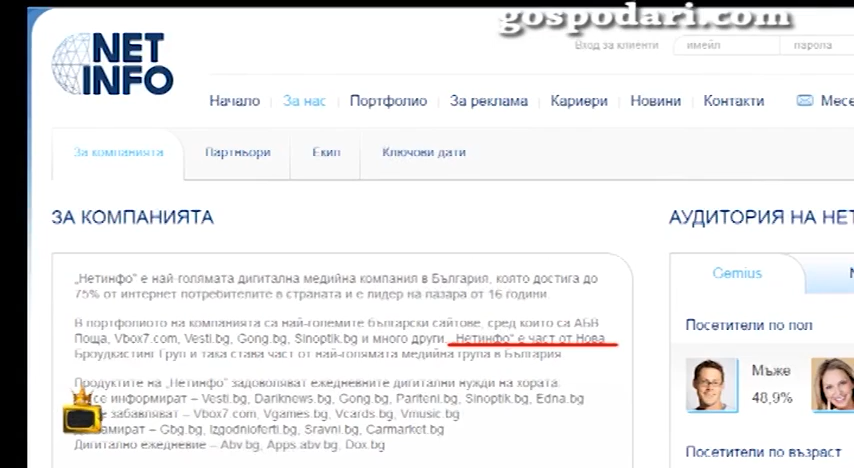 gospodari.com
Вход за клиенти имейл парола
NET
INFO
Начало За нас Портфолио За реклама Кариери Новини Контакти
За компанията Партньори Екип Ключови дати
ЗА КОМПАНИЯТА
„Нетинфо" е най-голямата дигитална медийна компания в България, която достига до
75% от интернет потребителите в страната и е лидер на пазара от 16 години.
В портфолиото на компанията са най-големите български сайтове, сред които са АБВ
Поща, Vbox7.com, Vesti.bg, Gong.bg, Sinoptik.bg и много други. „Нетинфо" е част от Нова
Броудкастинг Груп и така става част от най-голямата медийна група в България
Продуктите на „Нетинфо" задоволяват ежедневните дигитални нужди на хората.
се информират – Vesti.bg, Dariknews.bg, Gong.bg, Pariteni.bg, Sinoptik.bg, Edna.bg
се забавляват – Vbox7.com, Vgames.bg, Vcards.bg, Vmusic.bg
– Gbg.bg, Izgodnioferti.bg, Sravni.bg, Carmarket.bg
Дигитално ежедневие – Abv.bg, Apps.abv.bg, Dox.bg
АУДИТОРИЯ НА
Gemius
Посетители по пол
Мъже
48,9%
Посетители по възраст